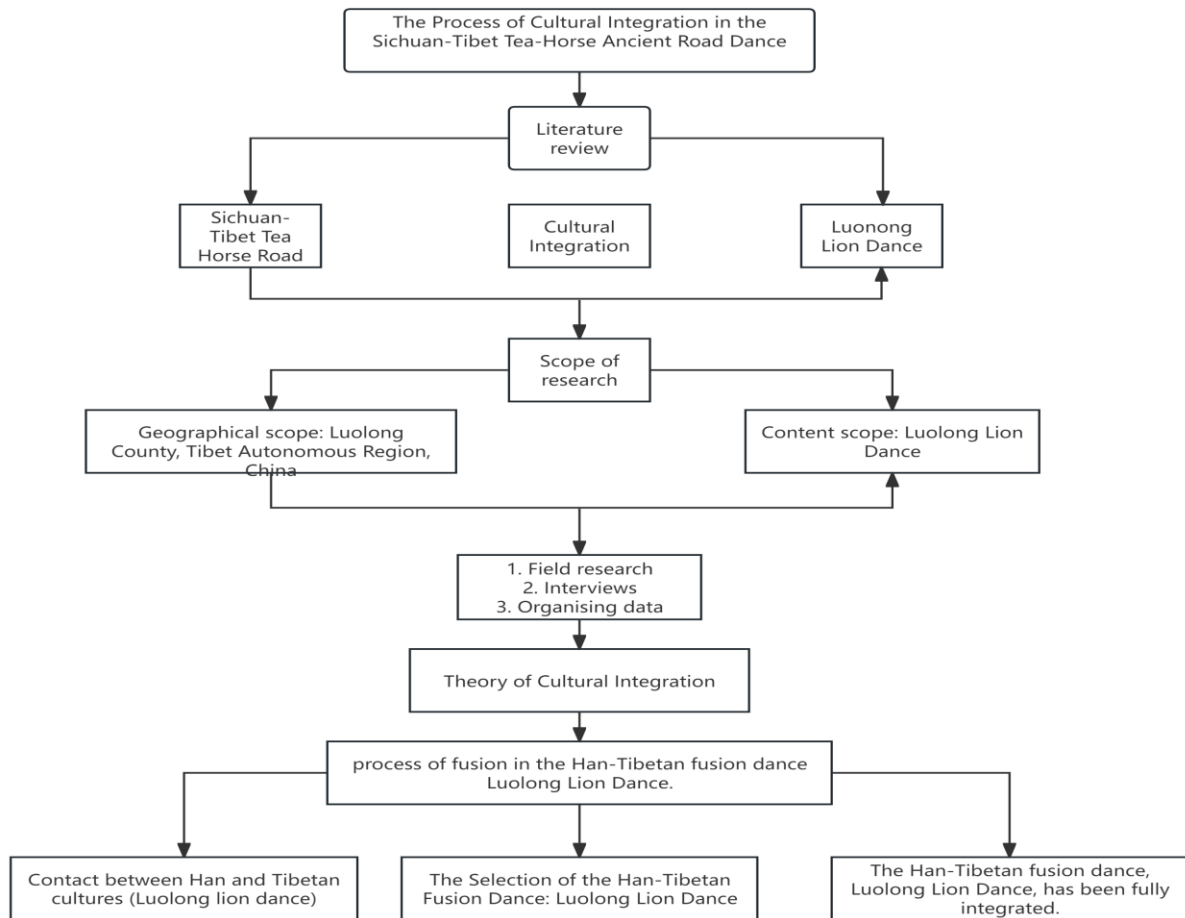 The Process of Cultural Integration in the
Sichuan-Tibet Tea-Horse Ancient Road Dance
Literature
review
Sichuan-
Tibet Tea
Horse Road
Cultural
Integration
Luonong
Lion Dance
Scope of
research
Geographical scope: Luolong
County, Tibet Autonomous Region,
China
Content scope: Luolong Lion
Dance
1. Field research
2. Interviews
3. Organising data
Theory of Cultural Integration
process of fusion in the Han-Tibetan fusion dance
Luolong Lion Dance.
Contact between Han and Tibetan
cultures (Luolong lion dance)
The Selection of the Han-Tibetan
Fusion Dance: Luolong Lion Dance
The Han-Tibetan fusion dance,
Luolong Lion Dance, has been fully
integrated.